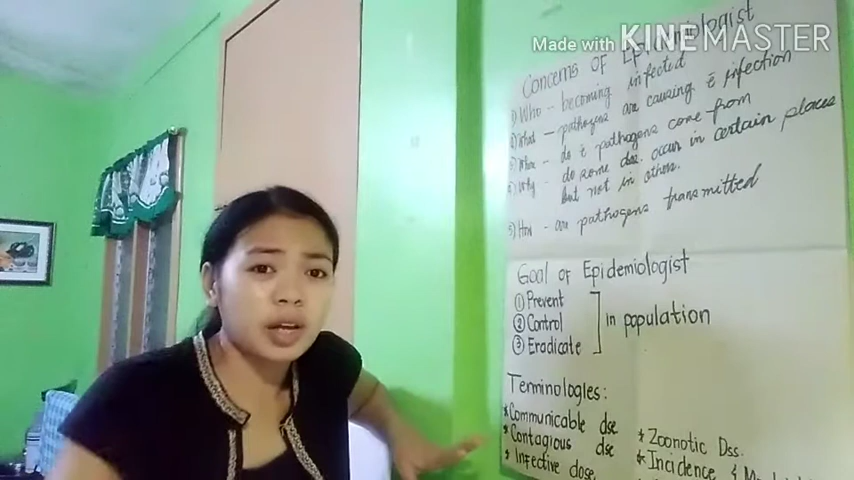 Made with KINEMASTER
Concerns of Epidemiologist
① Who - becoming infected
② What - pathogens are causing infection
③ Where - do pathogens come from
④ Why - do some dse. occur in certain places
but not in others.
⑤ How - are pathogens transmitted
Goal of Epidemiologist
① Prevent
② Control in population
③ Eradicate
Terminologies:
* Communicable dse
* Contagious dse
* Infective dose
* Zoonotic Dss.
* Incidence &